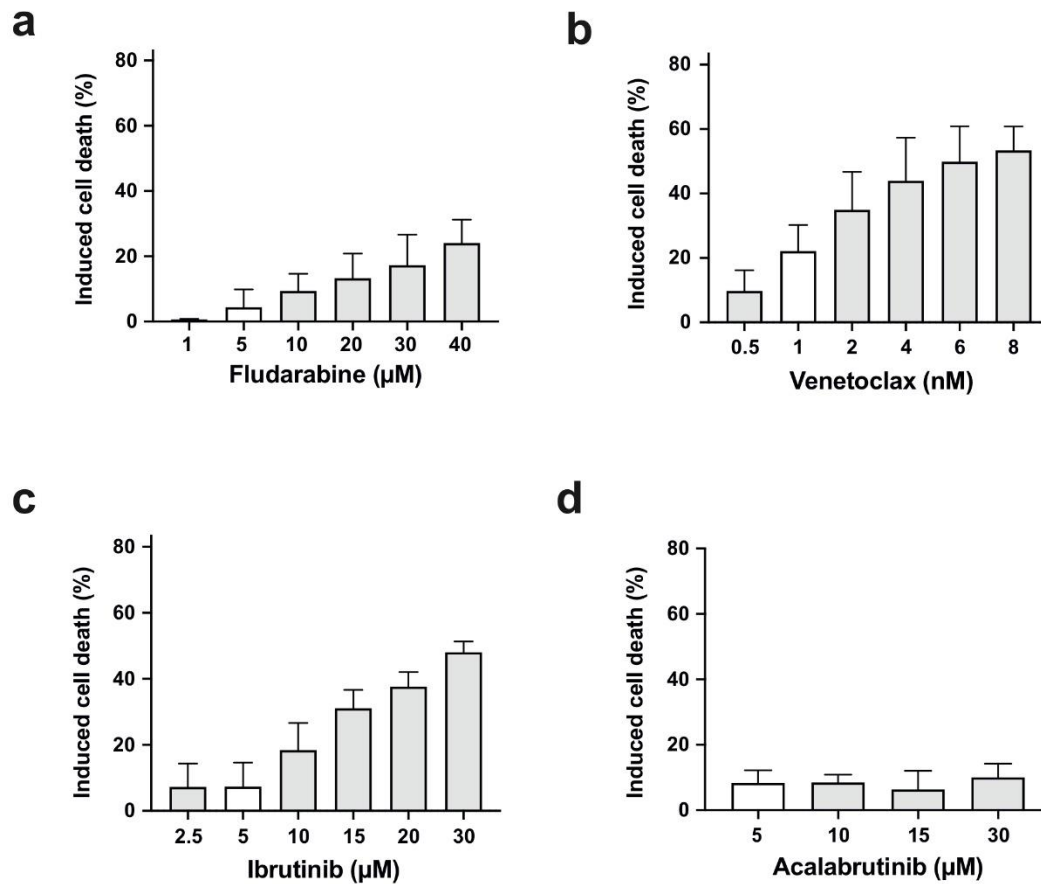 a
Induced cell death (%)
80
60
40
20
0
1 5 10 20 30 40
Fludarabine (µM)
b
Induced cell death (%)
80
60
40
20
0
0.5 1 2 4 6 8
Venetoclax (nM)
c
Induced cell death (%)
80
60
40
20
0
2.5 5 10 15 20 30
Ibrutinib (µM)
d
Induced cell death (%)
80
60
40
20
0
5 10 15 30
Acalabrutinib (µM)